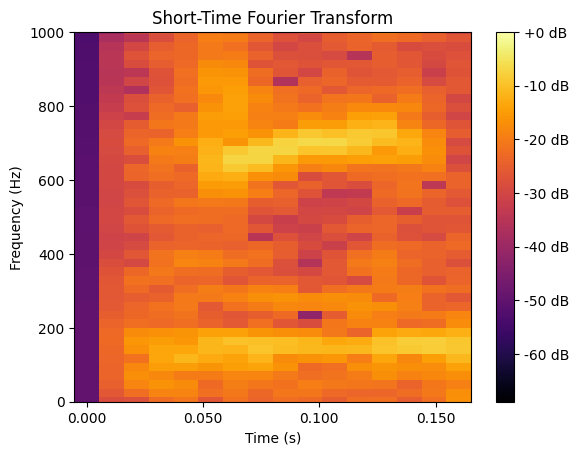 Short-Time Fourier Transform
1000
800
600
400
200
0
Frequency (Hz)
0.000
0.050
0.100
0.150
Time (s)
+0 dB
-10 dB
-20 dB
-30 dB
-40 dB
-50 dB
-60 dB